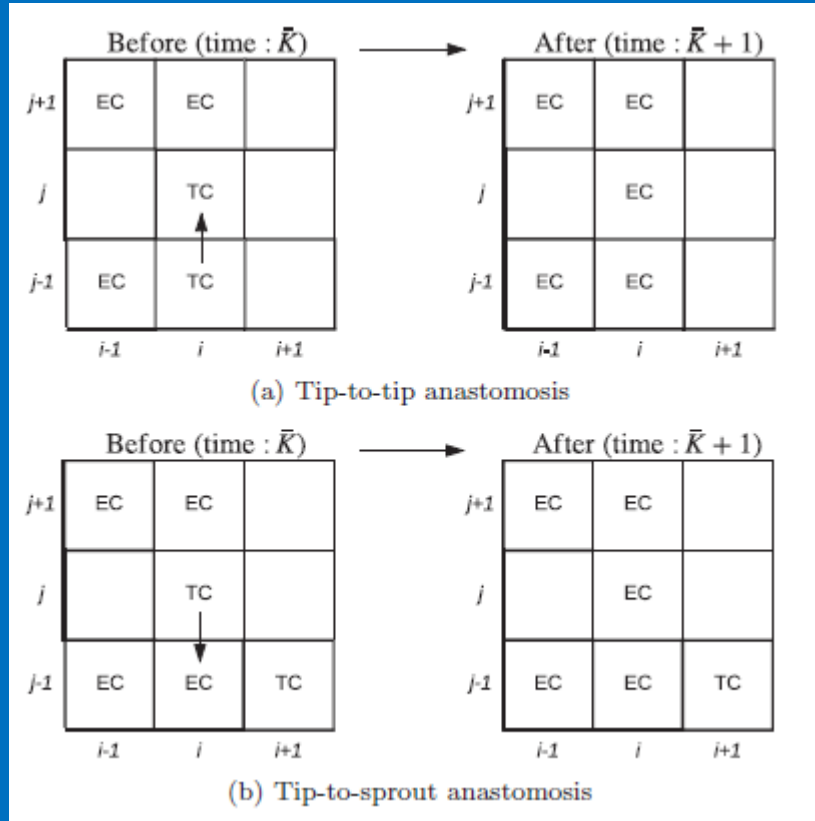 Before (time : K̄) After (time : K̄ + 1)
j+1 EC EC j+1 EC EC
j TC j EC
j-1 EC TC j-1 EC EC
i-1 i i+1 i-1 i i+1
(a) Tip-to-tip anastomosis
Before (time : K̄) After (time : K̄ + 1)
j+1 EC EC j+1 EC EC
j TC j EC
j-1 EC EC TC j-1 EC EC TC
i-1 i i+1 i-1 i i+1
(b) Tip-to-sprout anastomosis